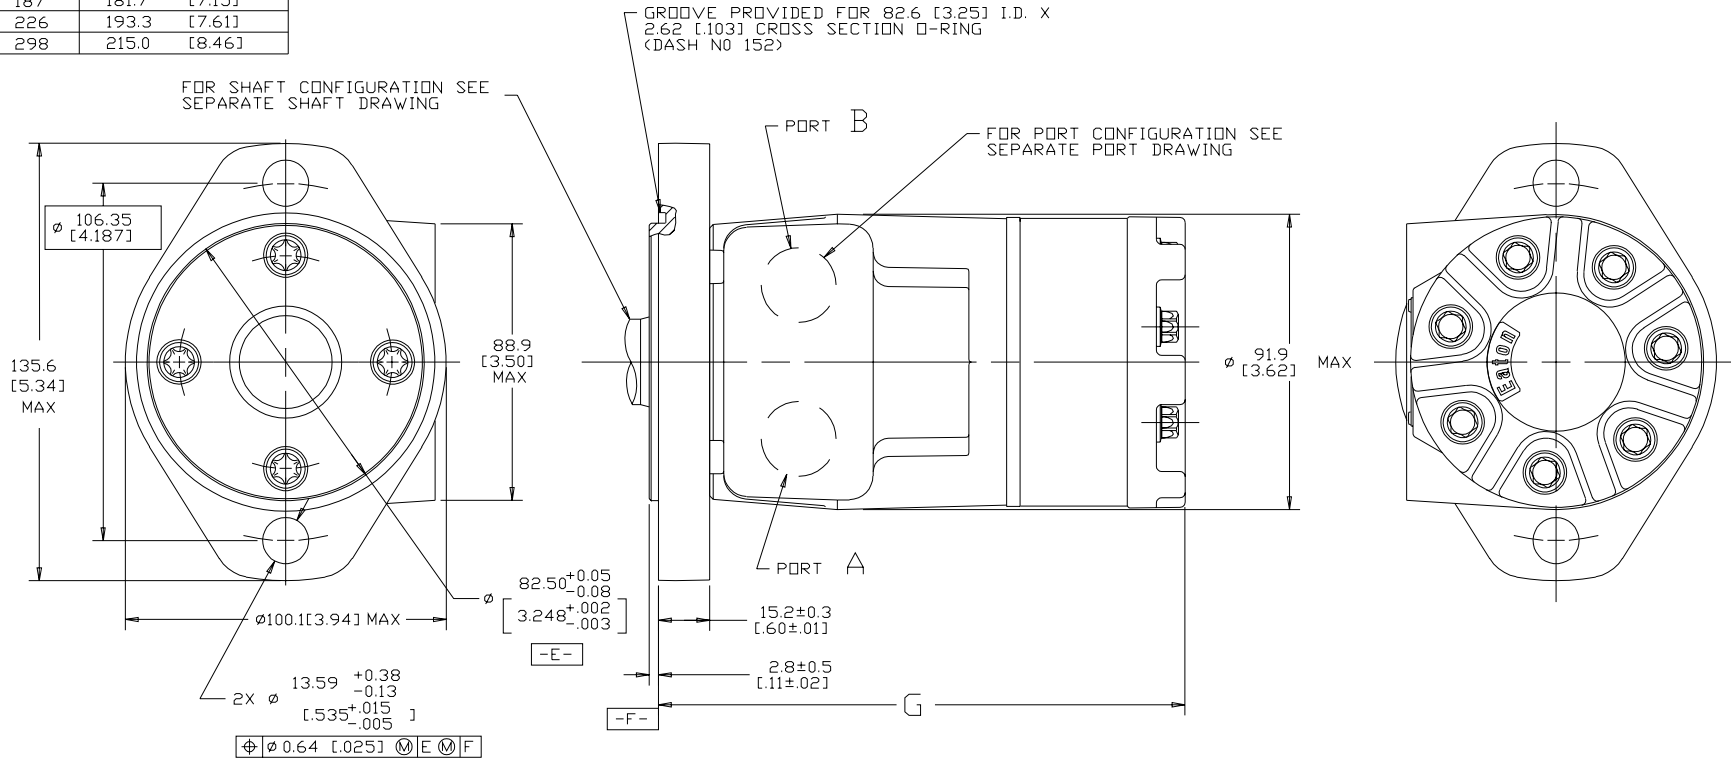 187 181.7 [7.15]
226 193.3 [7.61]
298 215.0 [8.46]
GROOVE PROVIDED FOR 82.6 [3.25] I.D. X
2.62 [.103] CROSS SECTION O-RING
(DASH NO 152)
FOR SHAFT CONFIGURATION SEE
SEPARATE SHAFT DRAWING
PORT B
FOR PORT CONFIGURATION SEE
SEPARATE PORT DRAWING
ø 106.35
[4.187]
135.6
[5.34]
MAX
88.9
[3.50]
MAX
ø 91.9
[3.62] MAX
EATON
PORT A
ø 82.50 +0.05
-0.08
[3.248 +.002
-.003]
-E-
ø100.1[3.94] MAX
15.2±0.3
[.60±.01]
2.8±0.5
[.11±.02]
2X ø 13.59 +0.38
-0.13
[.535 +.015
-.005 ]
-F-
G
⌖ ø 0.64 [.025] Ⓜ E Ⓜ F